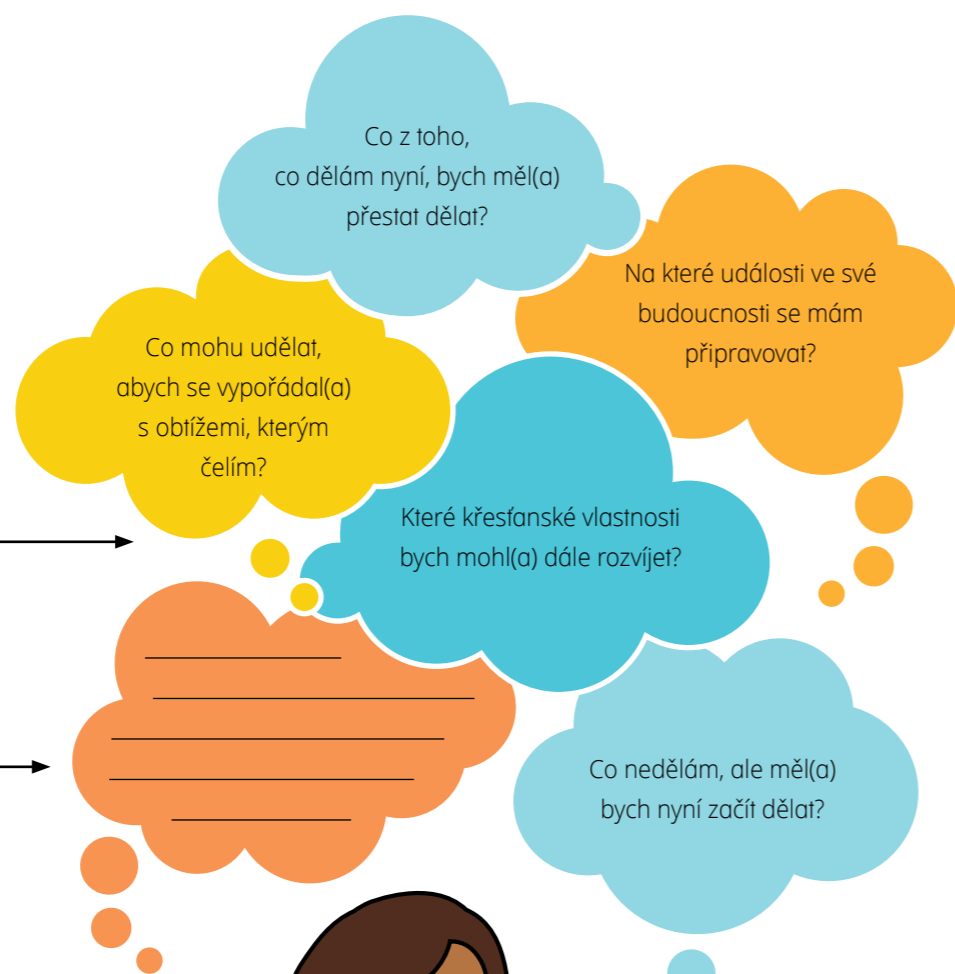 Co z toho,
co dělám nyní, bych měl(a)
přestat dělat?
Na které události ve své
budoucnosti se mám
připravovat?
Co mohu udělat,
abych se vypořádal(a)
s obtížemi, kterým
čelím?
Které křesťanské vlastnosti
bych mohl(a) dále rozvíjet?
Co nedělám, ale měl(a)
bych nyní začít dělat?